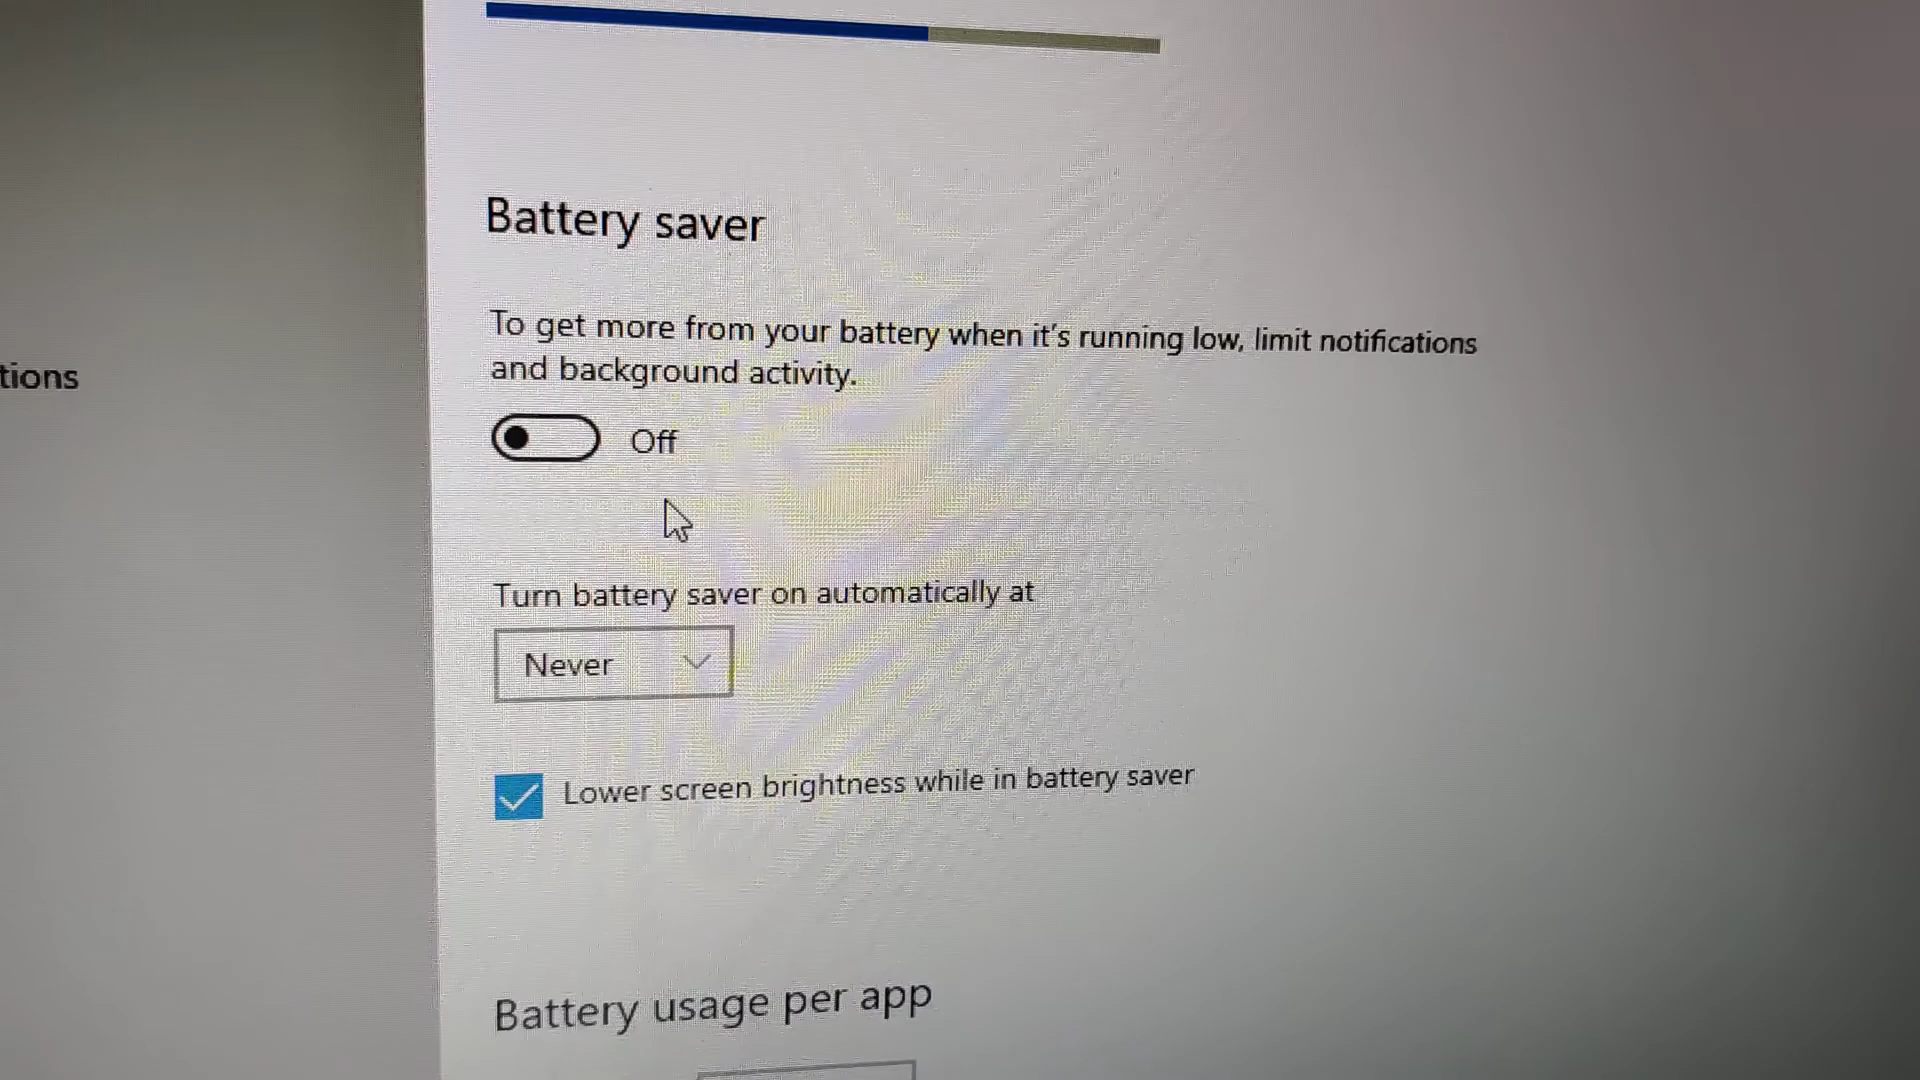 Battery saver
To get more from your battery when it's running low, limit notifications
and background activity.
tions
Off
Turn battery saver on automatically at
Never
Lower screen brightness while in battery saver
Battery usage per app